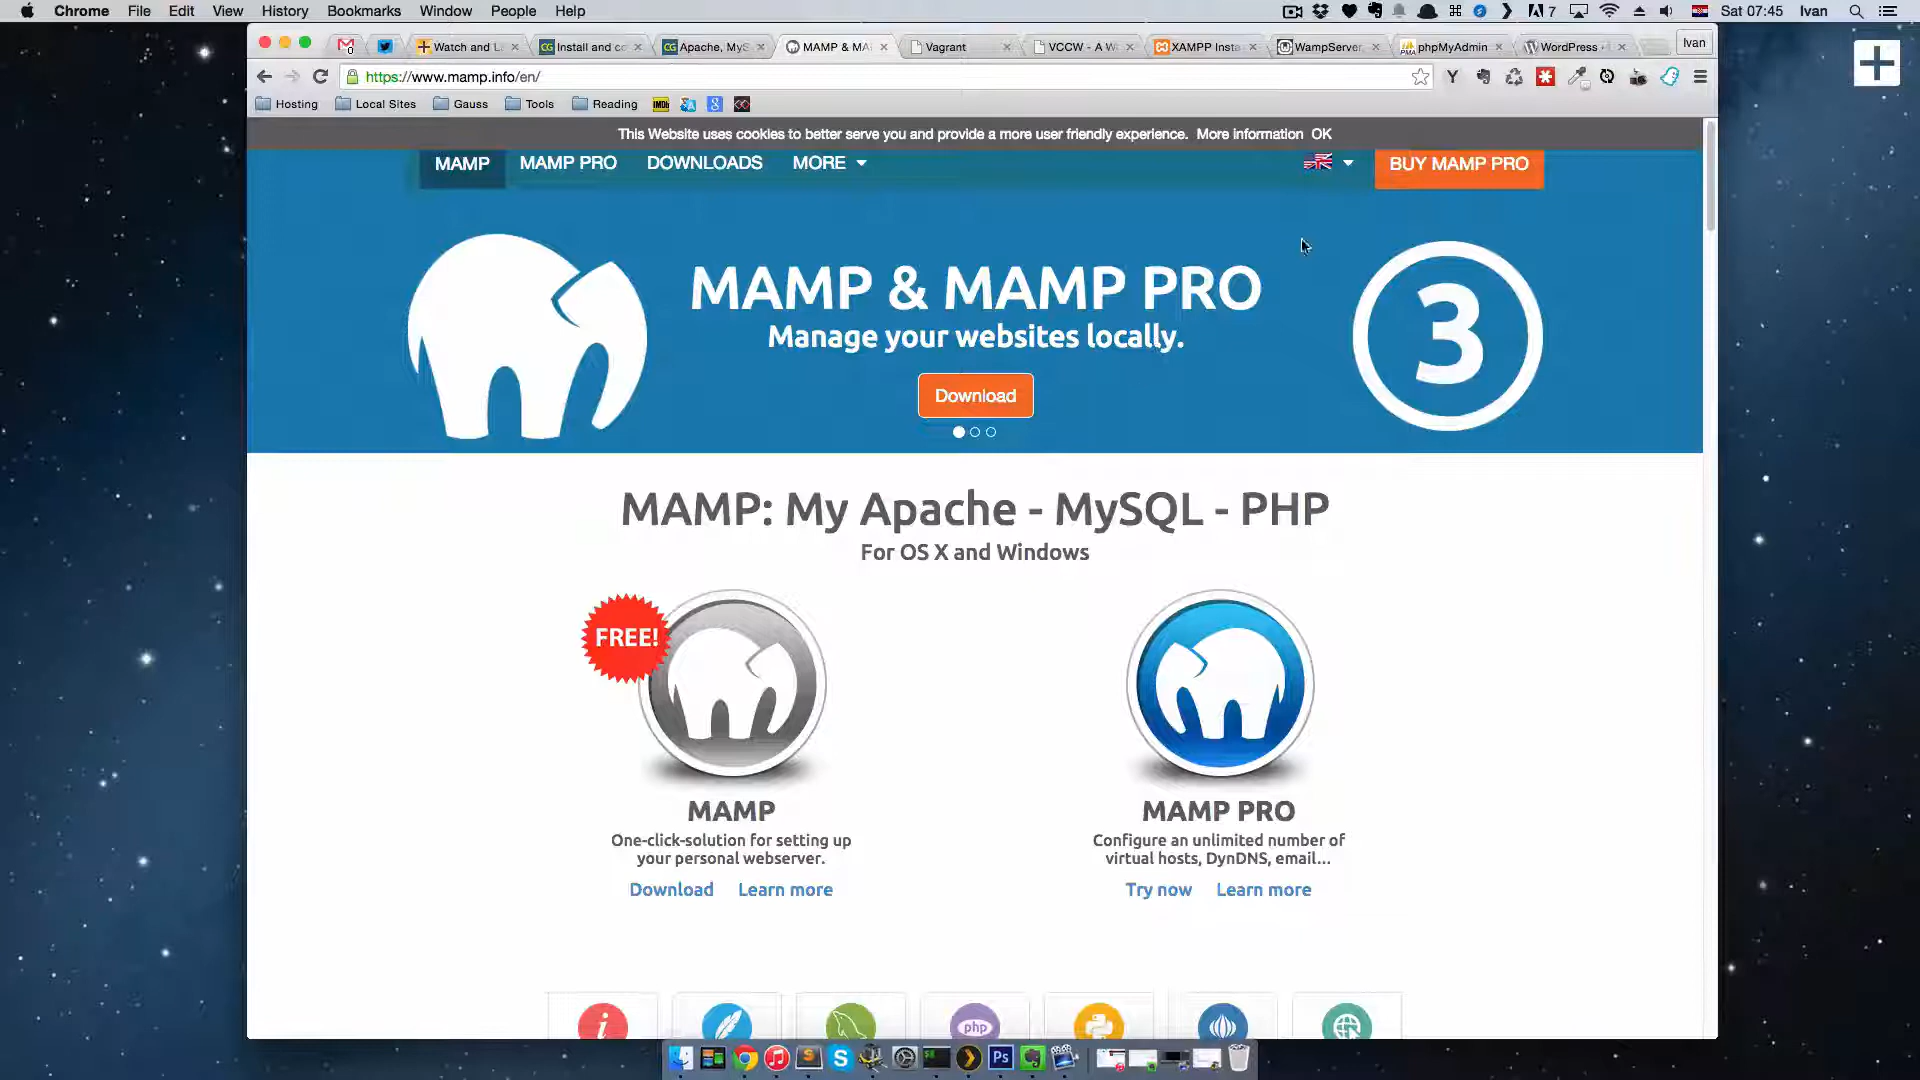 Chrome File Edit View History Bookmarks Window People Help
7 Sat 07:45 Ivan
Watch and L
Install and co
Apache, MyS
MAMP & MA
Vagrant
VCCW - A W
XAMPP Insta
WampServer,
phpMyAdmin
WordPress
Ivan
https://www.mamp.info/en/
Hosting Local Sites Gauss Tools Reading IMDb
This Website uses cookies to better serve you and provide a more user friendly experience. More information OK
MAMP MAMP PRO DOWNLOADS MORE BUY MAMP PRO
MAMP & MAMP PRO
Manage your websites locally.
Download
3
MAMP: My Apache - MySQL - PHP
For OS X and Windows
FREE!
MAMP
One-click-solution for setting up
your personal webserver.
Download Learn more
MAMP PRO
Configure an unlimited number of
virtual hosts, DynDNS, email...
Try now Learn more
i
php
Ps